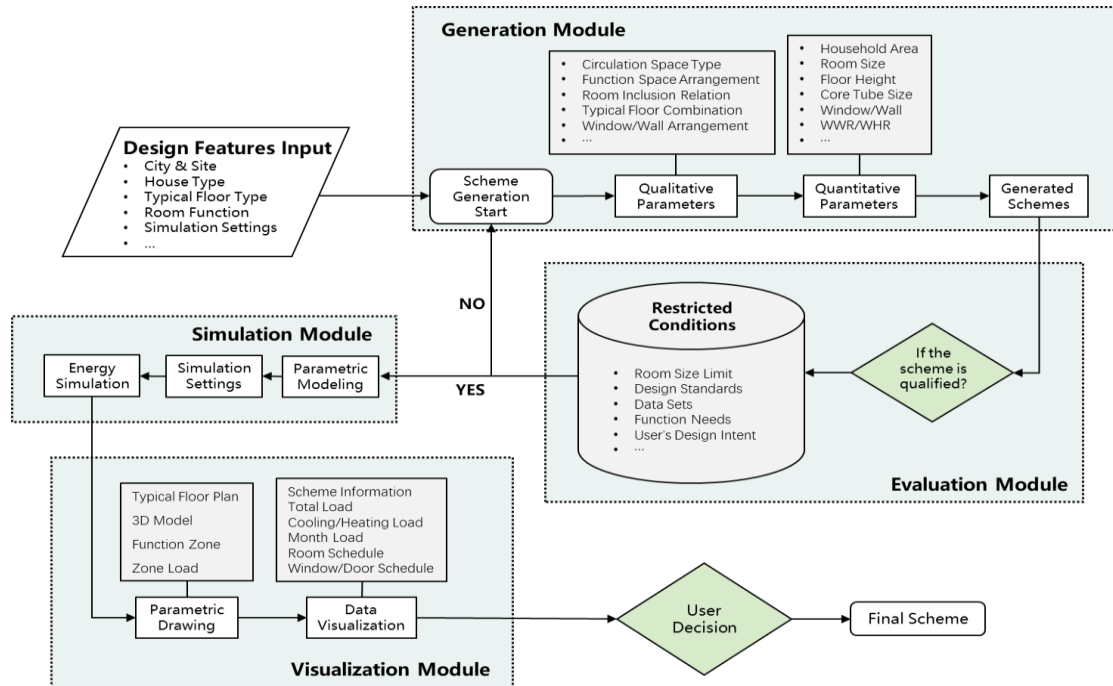 Generation Module
• Circulation Space Type
• Function Space Arrangement
• Room Inclusion Relation
• Typical Floor Combination
• Window/Wall Arrangement
• ...
• Household Area
• Room Size
• Floor Height
• Core Tube Size
• Window/Wall
• WWR/WHR
• ...
Design Features Input
• City & Site
• House Type
• Typical Floor Type
• Room Function
• Simulation Settings
• ...
Scheme
Generation
Start
Qualitative
Parameters
Quantitative
Parameters
Generated
Schemes
NO
YES
Restricted
Conditions
• Room Size Limit
• Design Standards
• Data Sets
• Function Needs
• User's Design Intent
• ...
If the
scheme is
qualified?
Evaluation Module
Simulation Module
Energy
Simulation
Simulation
Settings
Parametric
Modeling
Typical Floor Plan
3D Model
Function Zone
Zone Load
Scheme Information
Total Load
Cooling/Heating Load
Month Load
Room Schedule
Window/Door Schedule
Parametric
Drawing
Data
Visualization
Visualization Module
User
Decision
Final Scheme